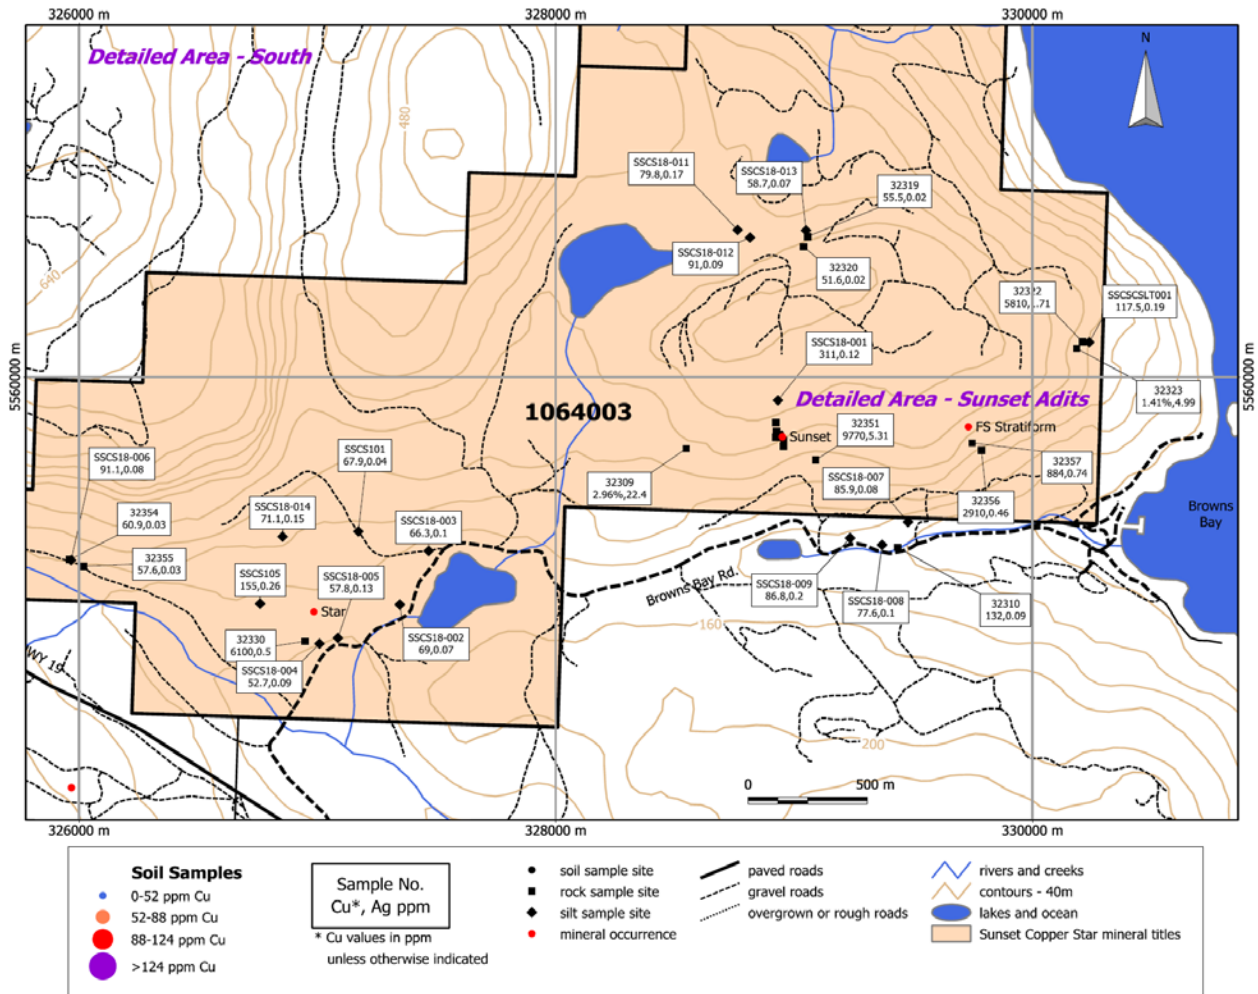 326000 m
328000 m
330000 m
Detailed Area - South
N
480
SSCS18-011
79.8,0.17
SSCS18-013
58.7,0.07
32319
55.5,0.02
SSCS18-012
91,0.09
32320
51.6,0.02
640
32322
SSCSCSLT001
117.5,0.19
SSCS18-001
311,0.12
5560000 m
5560000 m
32323
1.41%,4.99
Detailed Area - Sunset Adits
1064003
32351
9770,5.31
Sunset
FS Stratiform
SSCS18-006
91.1,0.08
SSCS101
67.9,0.04
32309
2.96%,22.4
SSCS18-007
85.9,0.08
32357
884,0.74
32356
2910,0.46
32354
60.9,0.03
SSCS18-014
71.1,0.15
SSCS18-003
66.3,0.1
Browns
Bay
32355
57.6,0.03
SSCS105
155,0.26
SSCS18-005
57.8,0.13
Star
SSCS18-009
86.8,0.2
Browns Bay Rd.
SSCS18-008
77.6,0.1
32310
132,0.09
160
32330
6100,0.5
SSCS18-002
69,0.07
SSCS18-004
52.7,0.09
WY 19
200
0 500 m
326000 m
328000 m
330000 m
Soil Samples
0-52 ppm Cu
52-88 ppm Cu
88-124 ppm Cu
>124 ppm Cu
Sample No.
Cu*, Ag ppm
* Cu values in ppm
unless otherwise indicated
soil sample site
rock sample site
silt sample site
mineral occurrence
paved roads
gravel roads
overgrown or rough roads
rivers and creeks
contours - 40m
lakes and ocean
Sunset Copper Star mineral titles